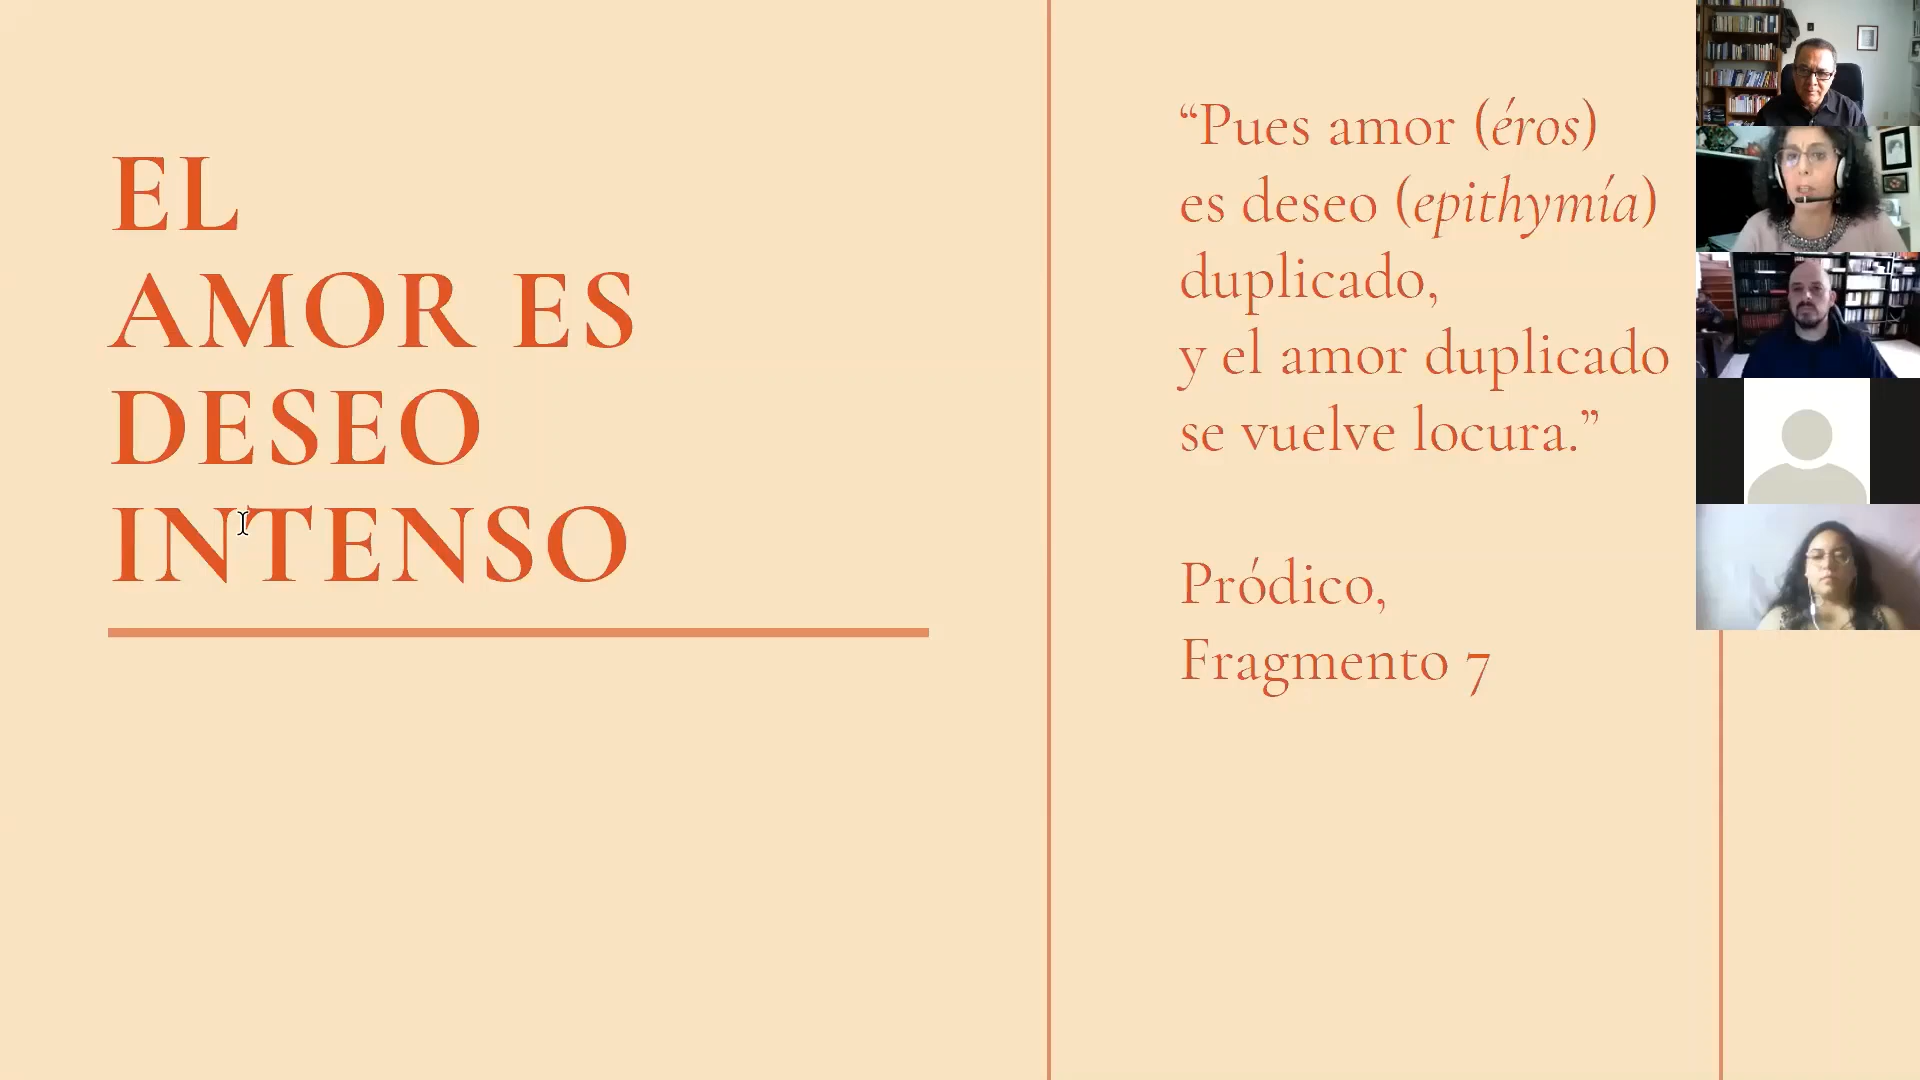 EL
AMOR ES
DESEO
INTENSO
“Pues amor (éros)
es deseo (epithymía)
duplicado,
y el amor duplicado
se vuelve locura.”
Pródico,
Fragmento 7